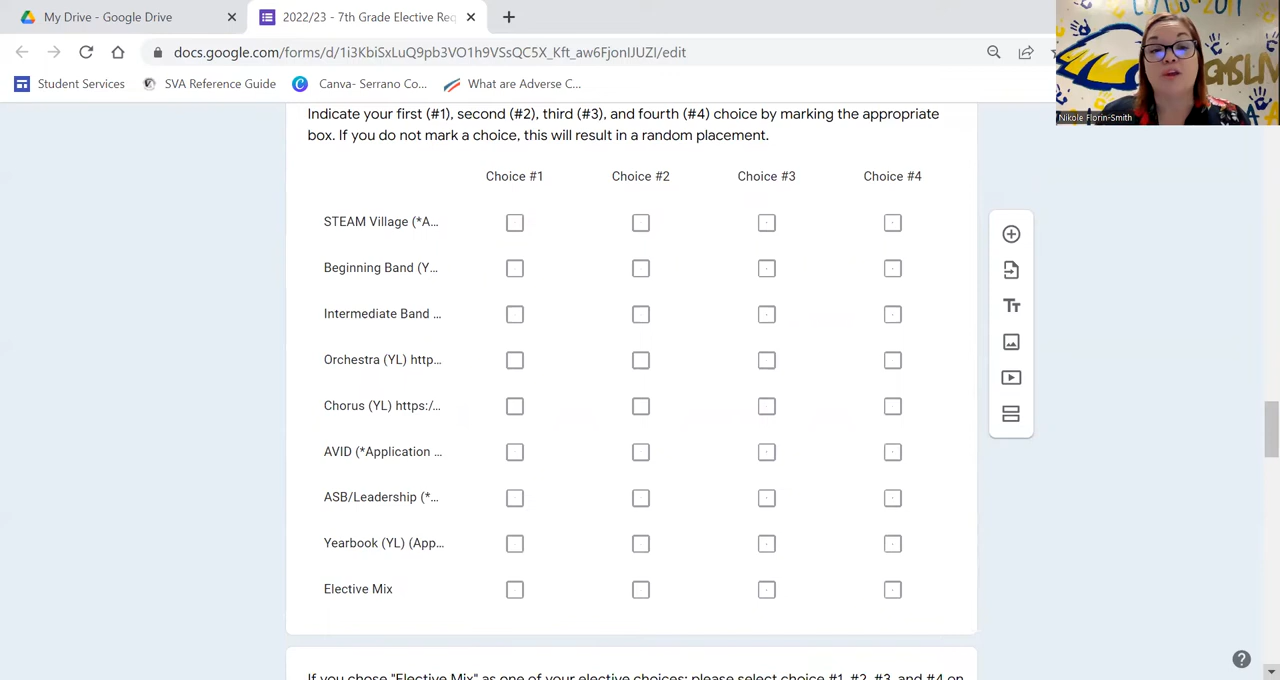 My Drive - Google Drive
2022/23 - 7th Grade Elective Req
docs.google.com/forms/d/1i3KbiSxLuQ9pb3VO1h9VSsQC5X_Kft_aw6FjonIJUZI/edit
Student Services
SVA Reference Guide
Canva- Serrano Co...
What are Adverse C...
CLASS OF 2017
GMSLIV
Nikole Florin-Smith
Indicate your first (#1), second (#2), third (#3), and fourth (#4) choice by marking the appropriate
box. If you do not mark a choice, this will result in a random placement.
Choice #1 Choice #2 Choice #3 Choice #4
STEAM Village (*A...
Beginning Band (Y...
Intermediate Band ...
Orchestra (YL) http...
Chorus (YL) https:/...
AVID (*Application ...
ASB/Leadership (*...
Yearbook (YL) (App...
Elective Mix
If you chose "Elective Mix" as one of your elective choices: please select choice #1, #2, #3, and #4 on